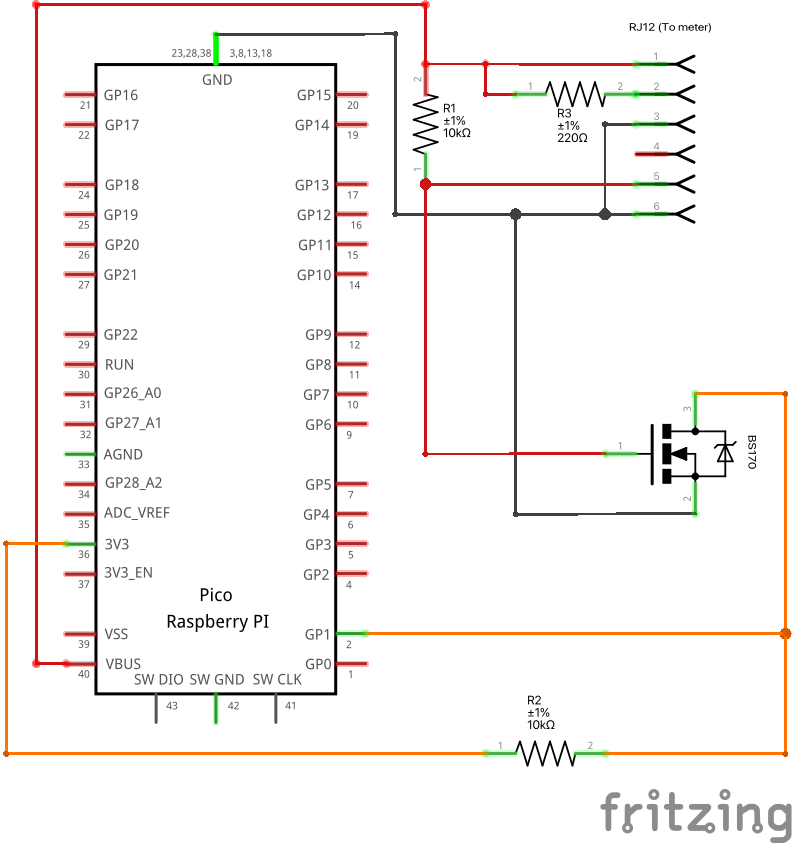 RJ12 (To meter)
23,28,38 3,8,13,18
GND
1
2
3
4
5
6
2
R1
±1%
10kΩ
1
1 2
R3
±1%
220Ω
GP16 GP15
21 20
GP17 GP14
22 19
GP18 GP13
24 17
GP19 GP12
25 16
GP20 GP11
26 15
GP21 GP10
27 14
GP22 GP9
29 12
RUN GP8
30 11
GP26_A0 GP7
31 10
GP27_A1 GP6
32 9
AGND
33
GP28_A2 GP5
34 7
ADC_VREF GP4
35 6
3V3 GP3
36 5
3V3_EN GP2
37 4
Pico
Raspberry PI
VSS GP1
39 2
VBUS GP0
40 1
SW DIO SW GND SW CLK
43 42 41
3
1
2
BS170
R2
±1%
10kΩ
1 2
fritzing